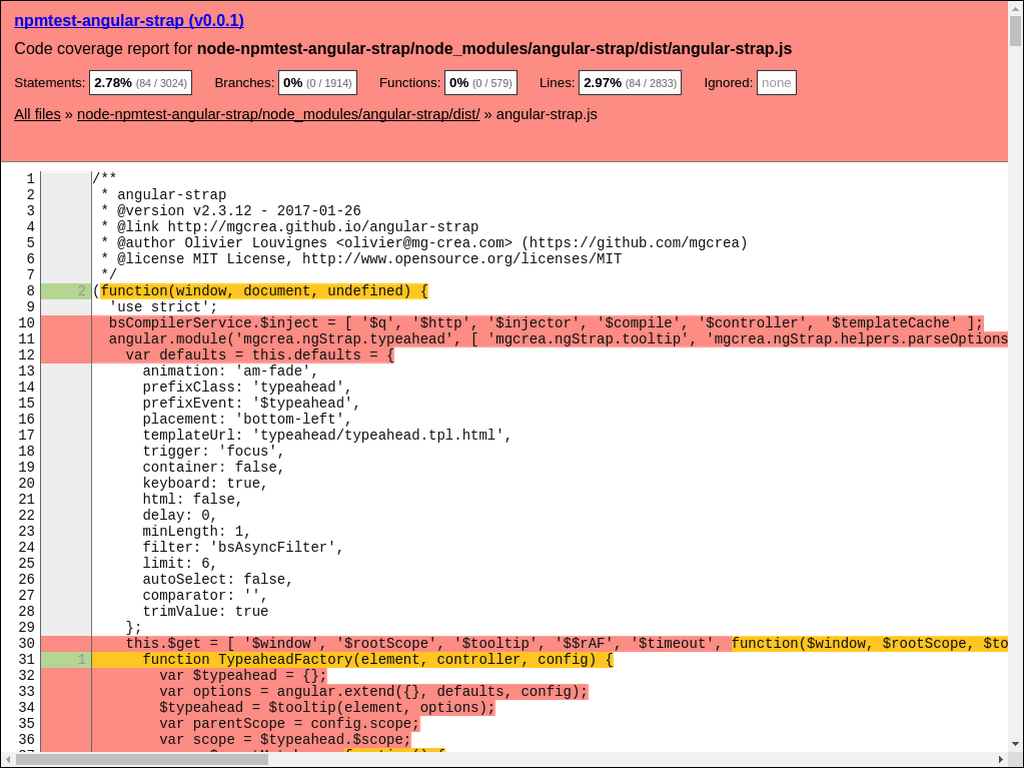 npmtest-angular-strap (v0.0.1)
Code coverage report for node-npmtest-angular-strap/node_modules/angular-strap/dist/angular-strap.js
Statements: 2.78% (84 / 3024) Branches: 0% (0 / 1914) Functions: 0% (0 / 579) Lines: 2.97% (84 / 2833) Ignored: none
All files » node-npmtest-angular-strap/node_modules/angular-strap/dist/ » angular-strap.js
1 /**
2 * angular-strap
3 * @version v2.3.12 - 2017-01-26
4 * @link http://mgcrea.github.io/angular-strap
5 * @author Olivier Louvignes <olivier@mg-crea.com> (https://github.com/mgcrea)
6 * @license MIT License, http://www.opensource.org/licenses/MIT
7 */
8 2 (function(window, document, undefined) {
9 'use strict';
10 bsCompilerService.$inject = [ '$q', '$http', '$injector', '$compile', '$controller', '$templateCache' ];
11 angular.module('mgcrea.ngStrap.typeahead', [ 'mgcrea.ngStrap.tooltip', 'mgcrea.ngStrap.helpers.parseOptions
12 var defaults = this.defaults = {
13 animation: 'am-fade',
14 prefixClass: 'typeahead',
15 prefixEvent: '$typeahead',
16 placement: 'bottom-left',
17 templateUrl: 'typeahead/typeahead.tpl.html',
18 trigger: 'focus',
19 container: false,
20 keyboard: true,
21 html: false,
22 delay: 0,
23 minLength: 1,
24 filter: 'bsAsyncFilter',
25 limit: 6,
26 autoSelect: false,
27 comparator: '',
28 trimValue: true
29 };
30 this.$get = [ '$window', '$rootScope', '$tooltip', '$$rAF', '$timeout', function($window, $rootScope, $to
31 1 function TypeaheadFactory(element, controller, config) {
32 var $typeahead = {};
33 var options = angular.extend({}, defaults, config);
34 $typeahead = $tooltip(element, options);
35 var parentScope = config.scope;
36 var scope = $typeahead.$scope;